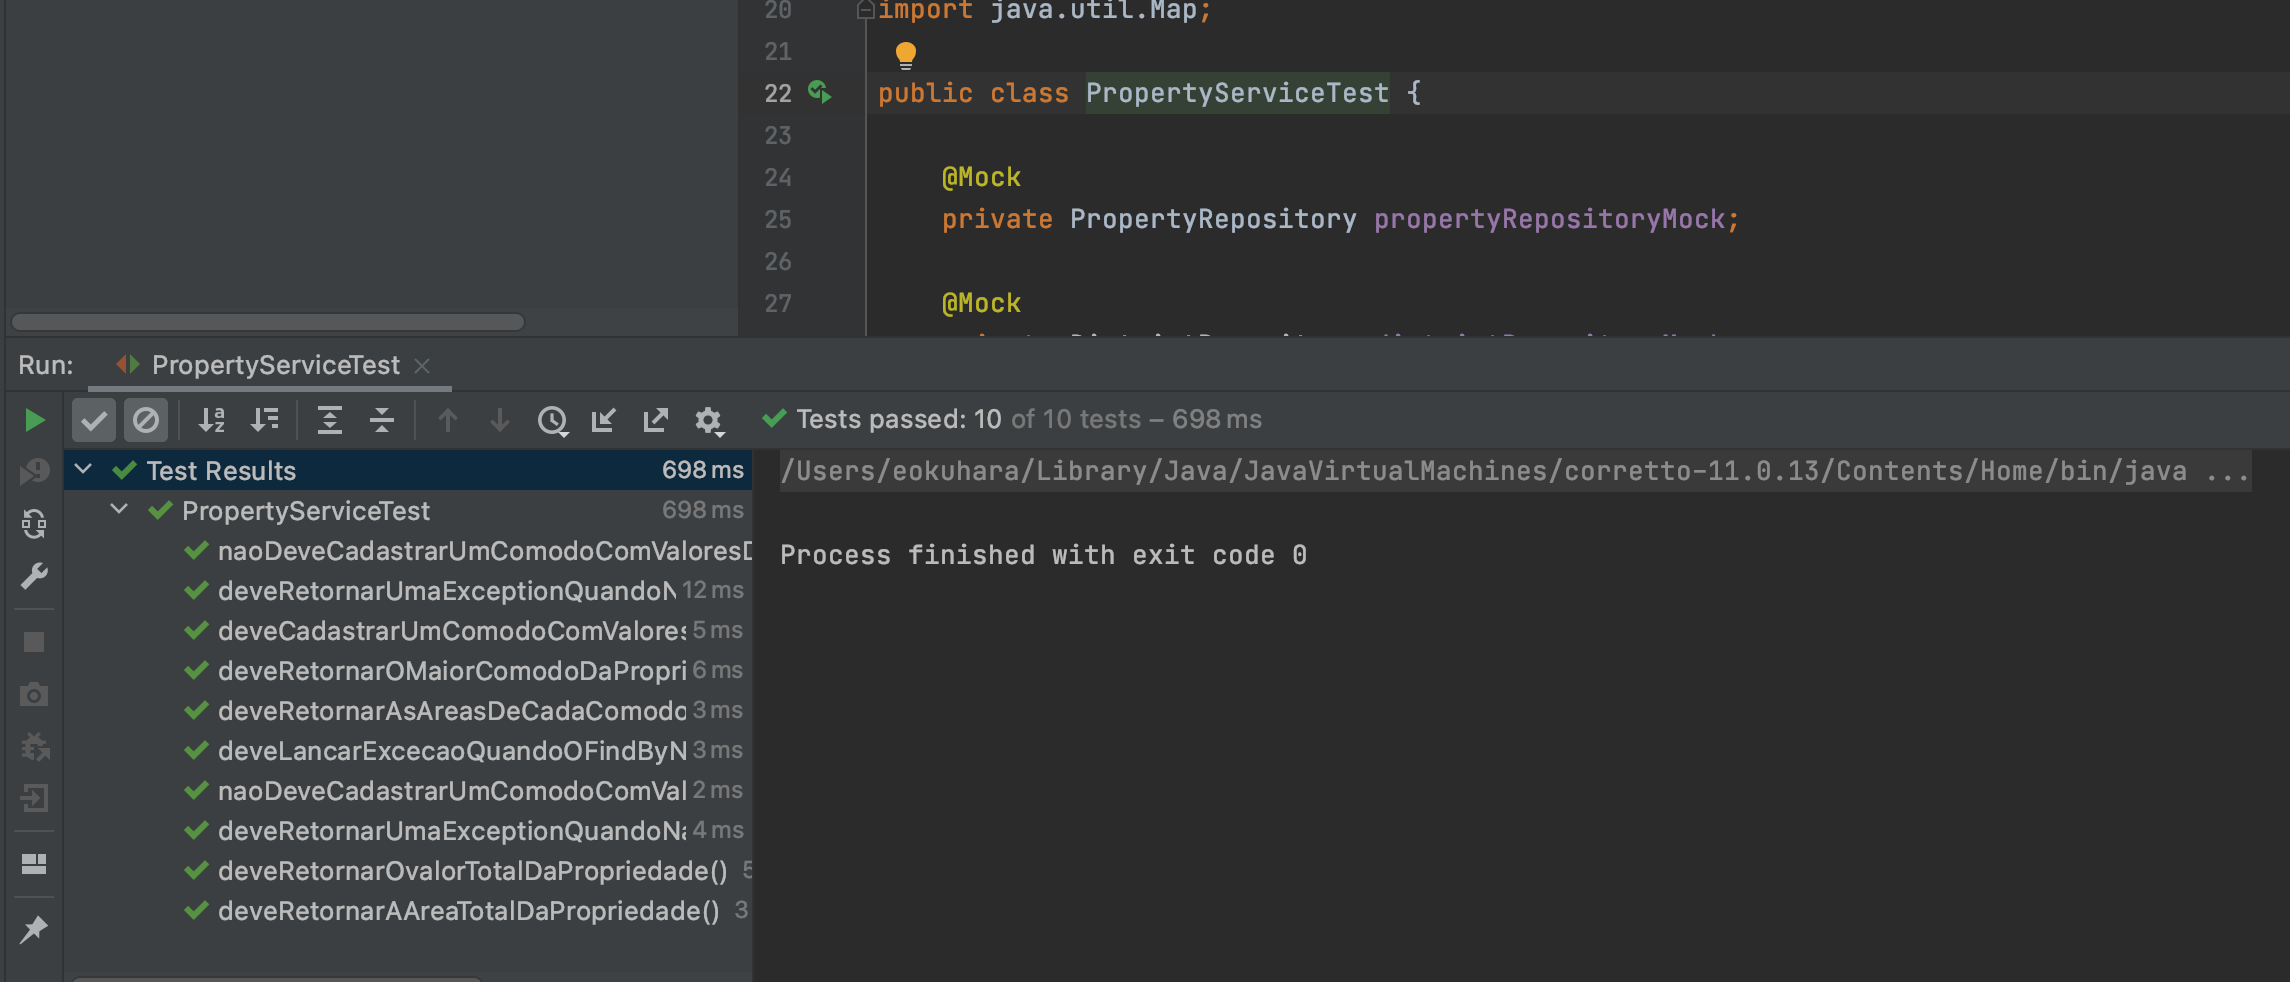 20 import java.util.Map;
21
22 public class PropertyServiceTest {
23
24 @Mock
25 private PropertyRepository propertyRepositoryMock;
26
27 @Mock
Run: PropertyServiceTest
Tests passed: 10 of 10 tests – 698 ms
Test Results 698 ms
PropertyServiceTest 698 ms
naoDeveCadastrarUmComodoComValores
deveRetornarUmaExceptionQuandoN 12 ms
deveCadastrarUmComodoComValores 5 ms
deveRetornarOMaiorComodoDaPropri 6 ms
deveRetornarAsAreasDeCadaComodo 3 ms
deveLancarExcecaoQuandoOFindByN 3 ms
naoDeveCadastrarUmComodoComVal 2 ms
deveRetornarUmaExceptionQuandoNa 4 ms
deveRetornarOvalorTotalDaPropriedade() 5
deveRetornarAAreaTotalDaPropriedade() 3
/Users/eokuhara/Library/Java/JavaVirtualMachines/corretto-11.0.13/Contents/Home/bin/java ...
Process finished with exit code 0